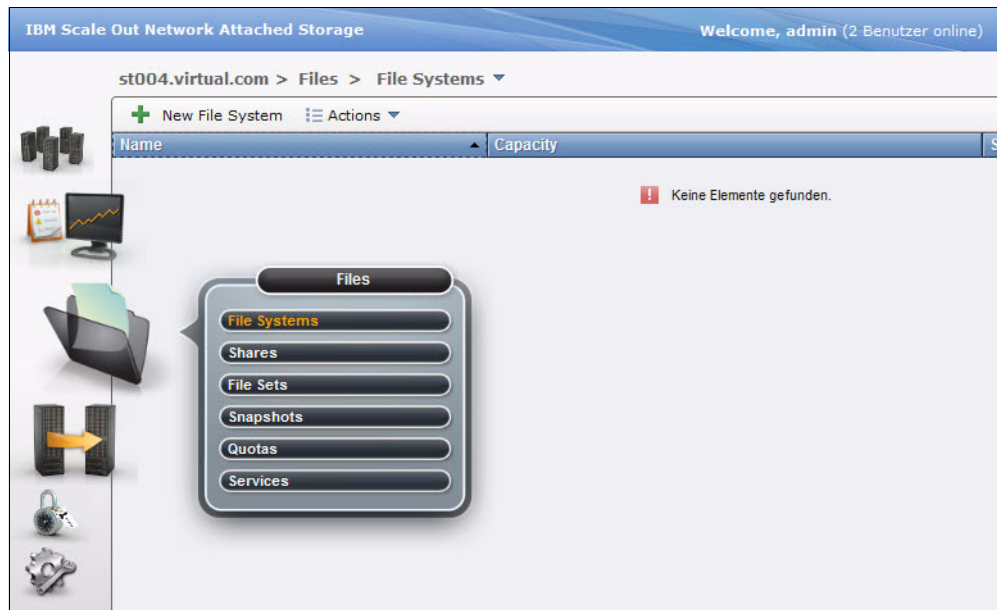 IBM Scale Out Network Attached Storage
Welcome, admin (2 Benutzer online)
st004.virtual.com > Files > File Systems
New File System
Actions
Name
Capacity
S
Keine Elemente gefunden.
Files
File Systems
Shares
File Sets
Snapshots
Quotas
Services